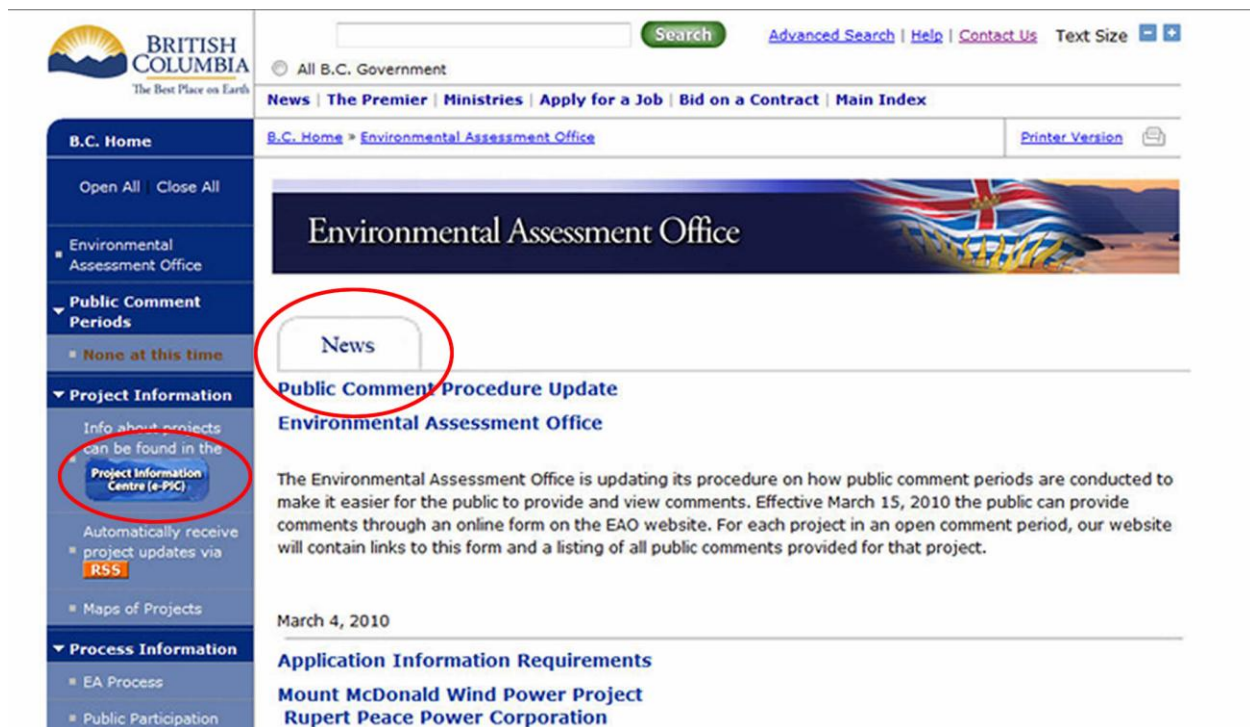 BRITISH
COLUMBIA
The Best Place on Earth
Search
Advanced Search | Help | Contact Us Text Size
All B.C. Government
News | The Premier | Ministries | Apply for a Job | Bid on a Contract | Main Index
B.C. Home » Environmental Assessment Office
Printer Version
B.C. Home
Open All | Close All
Environmental
Assessment Office
Public Comment
Periods
None at this time
Project Information
Info about projects
can be found in the
Project Information
Centre (e-PIC)
Automatically receive
project updates via
RSS
Maps of Projects
Process Information
EA Process
Public Participation
Environmental Assessment Office
News
Public Comment Procedure Update
Environmental Assessment Office
The Environmental Assessment Office is updating its procedure on how public comment periods are conducted to
make it easier for the public to provide and view comments. Effective March 15, 2010 the public can provide
comments through an online form on the EAO website. For each project in an open comment period, our website
will contain links to this form and a listing of all public comments provided for that project.
March 4, 2010
Application Information Requirements
Mount McDonald Wind Power Project
Rupert Peace Power Corporation